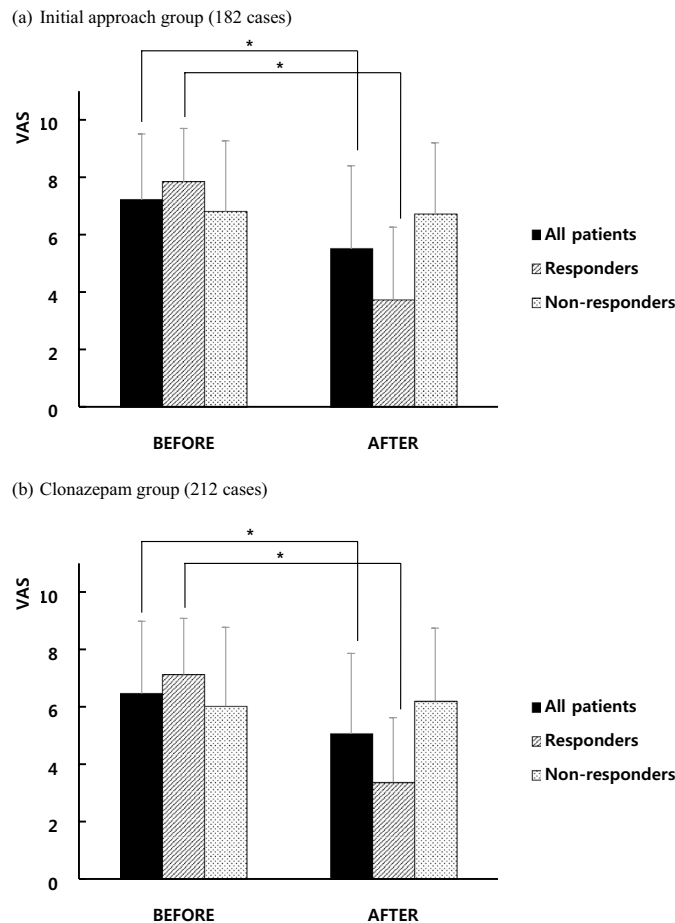 (a) Initial approach group (182 cases)
*
*
VAS
10
8
6
4
2
0
All patients
Responders
Non-responders
BEFORE AFTER
(b) Clonazepam group (212 cases)
*
*
VAS
10
8
6
4
2
0
All patients
Responders
Non-responders
BEFORE AFTER